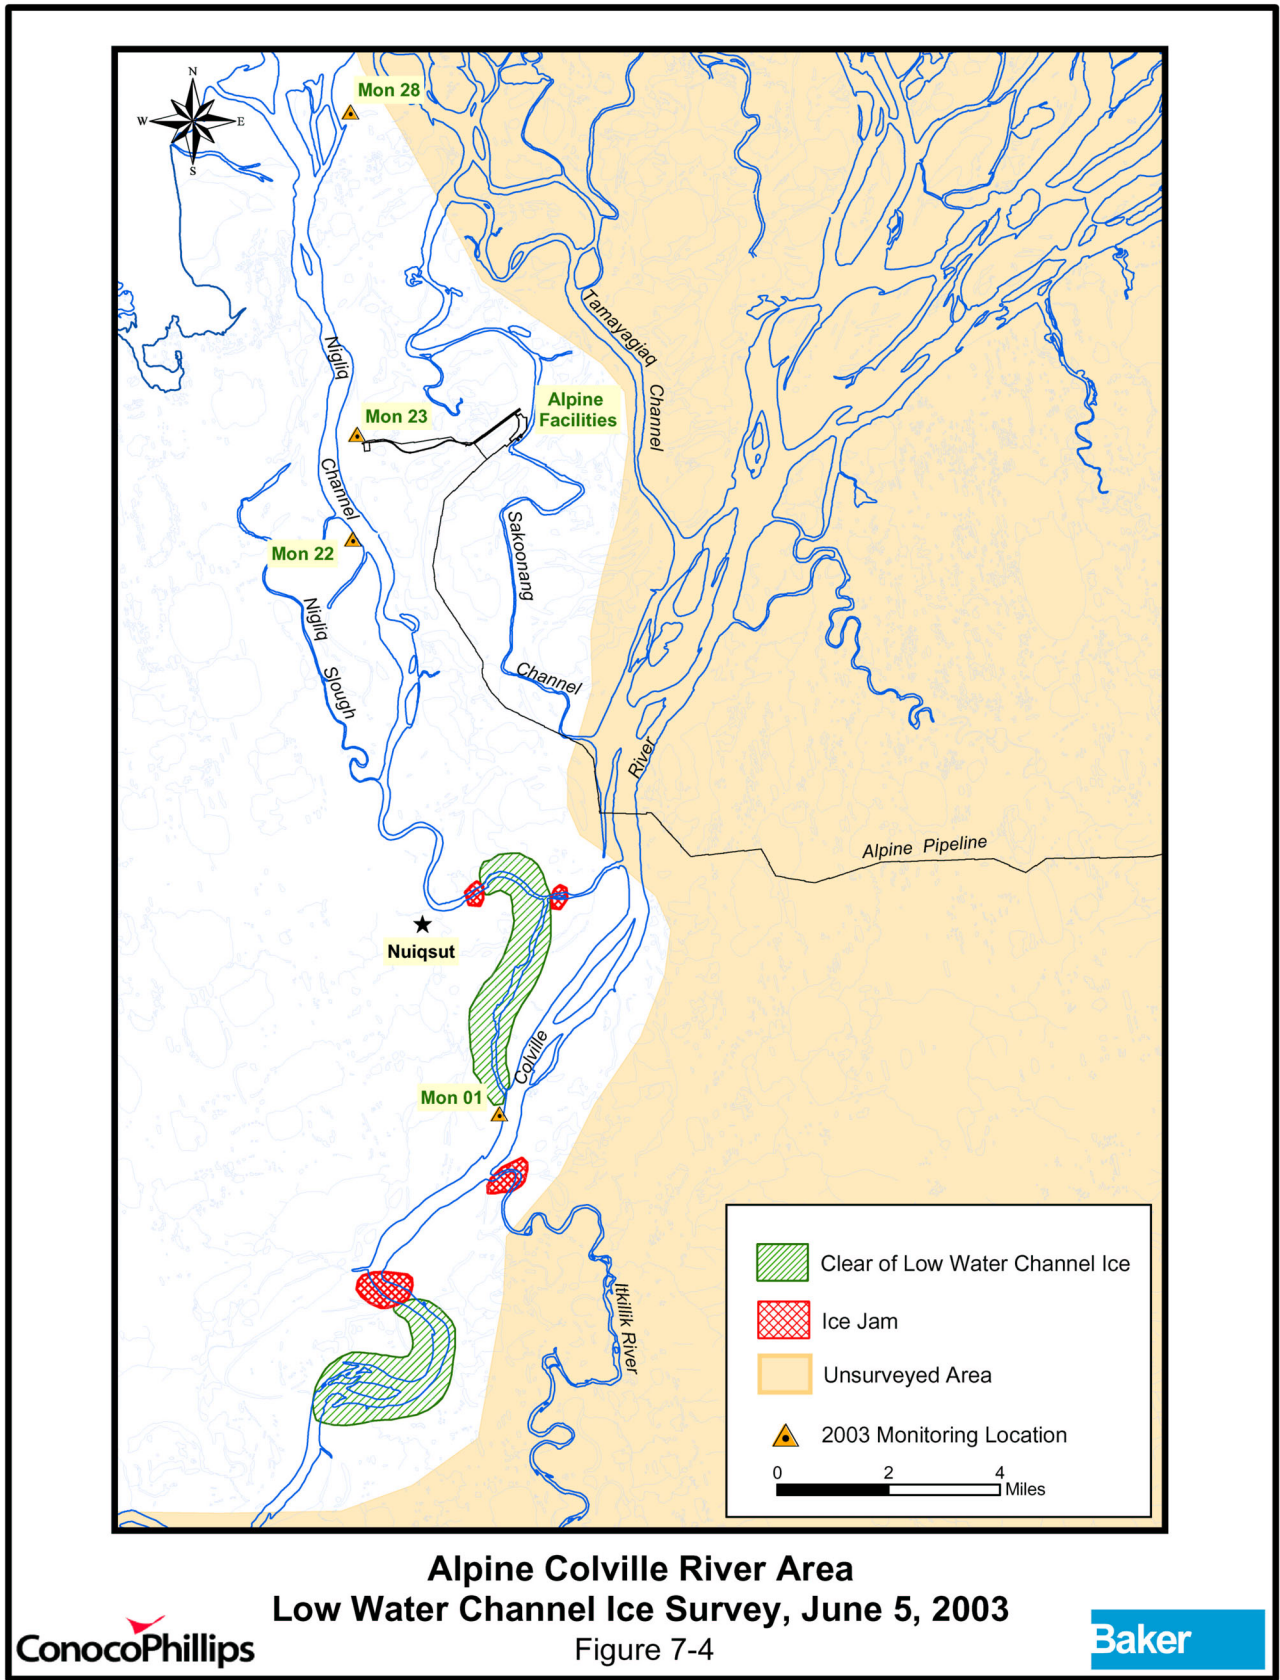 N
W
E
S
Mon 28
Tamayagiaq
Channel
Niqliq
Channel
Mon 23
Alpine
Facilities
Mon 22
Sakoonang
Channel
Nigliq
Slough
River
Alpine Pipeline
Nuiqsut
Colville
Mon 01
Itkillik River
Clear of Low Water Channel Ice
Ice Jam
Unsurveyed Area
2003 Monitoring Location
0 2 4
Miles
Alpine Colville River Area
Low Water Channel Ice Survey, June 5, 2003
Figure 7-4
ConocoPhillips
Baker